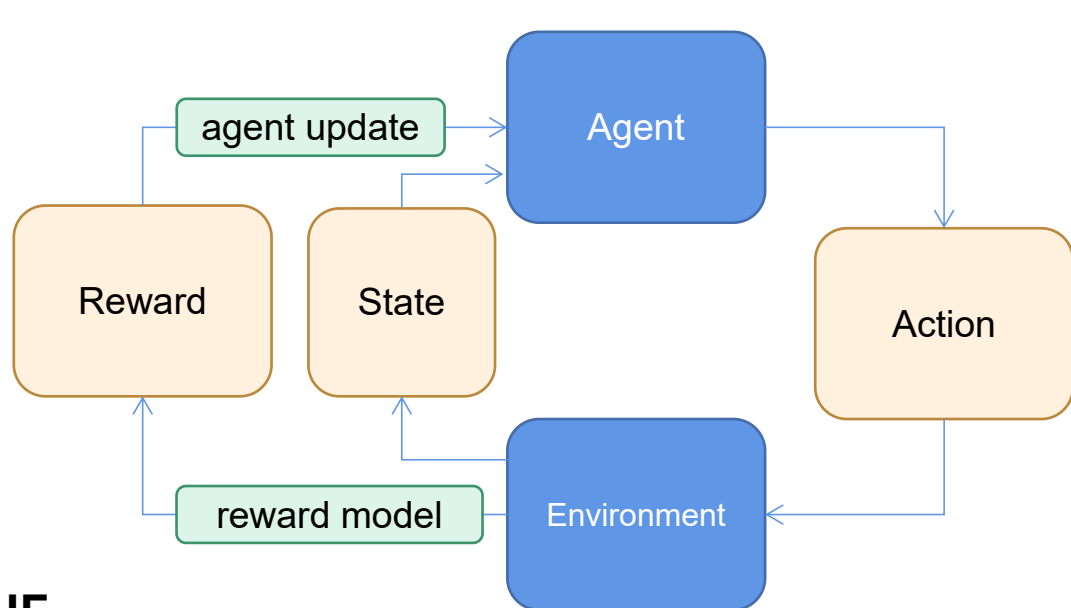 agent update
Agent
Reward
State
Action
reward model
Environment